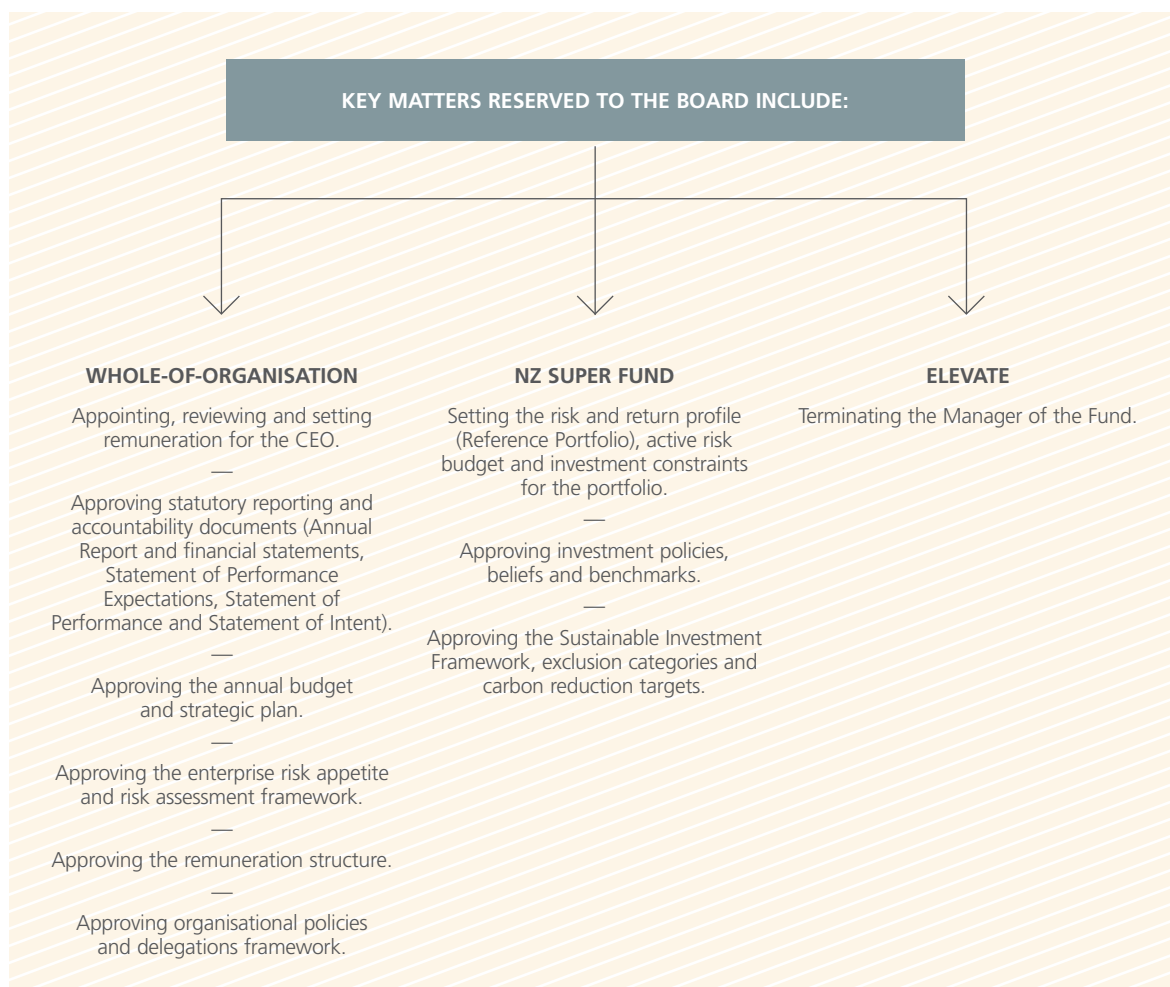 KEY MATTERS RESERVED TO THE BOARD INCLUDE:
WHOLE-OF-ORGANISATION
Appointing, reviewing and setting
remuneration for the CEO.
—
Approving statutory reporting and
accountability documents (Annual
Report and financial statements,
Statement of Performance
Expectations, Statement of
Performance and Statement of Intent).
—
Approving the annual budget
and strategic plan.
—
Approving the enterprise risk appetite
and risk assessment framework.
—
Approving the remuneration structure.
—
Approving organisational policies
and delegations framework.
NZ SUPER FUND
Setting the risk and return profile
(Reference Portfolio), active risk
budget and investment constraints
for the portfolio.
—
Approving investment policies,
beliefs and benchmarks.
—
Approving the Sustainable Investment
Framework, exclusion categories and
carbon reduction targets.
ELEVATE
Terminating the Manager of the Fund.